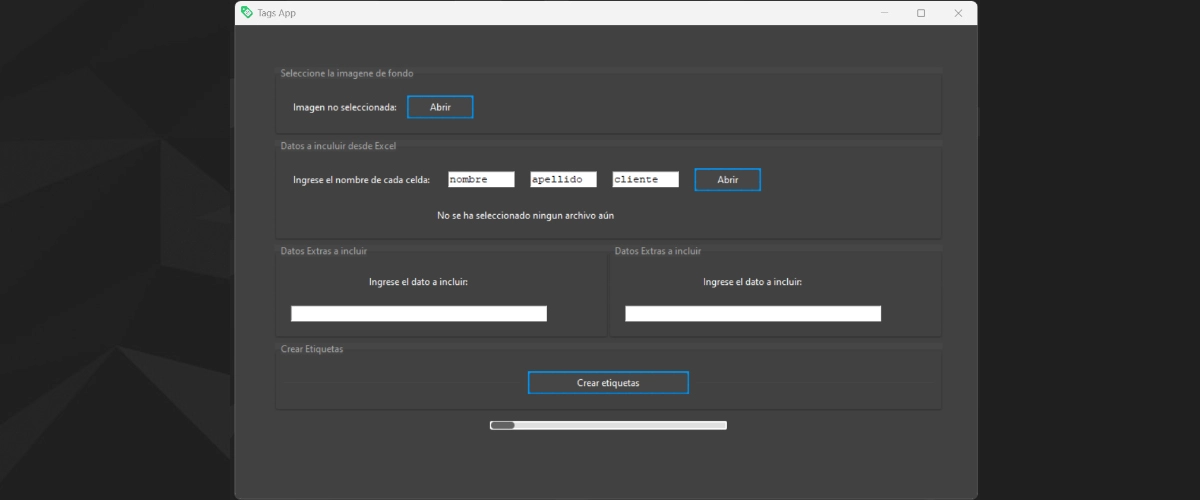 Tags App
Seleccione la imagene de fondo
Imagen no seleccionada: Abrir
Datos a inculuir desde Excel
Ingrese el nombre de cada celda: nombre apellido cliente Abrir
No se ha seleccionado ningun archivo aún
Datos Extras a incluir Datos Extras a incluir
Ingrese el dato a incluir: Ingrese el dato a incluir:
Crear Etiquetas
Crear etiquetas